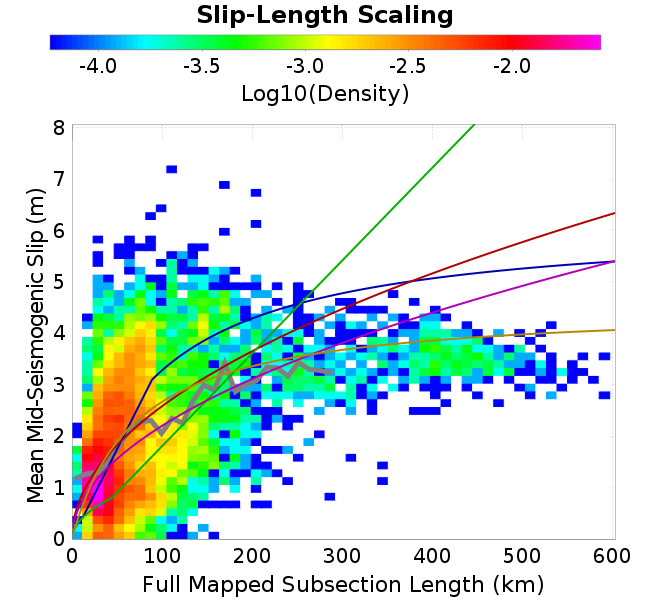 Slip-Length Scaling
-4.0 -3.5 -3.0 -2.5 -2.0
Log10(Density)
8
7
6
5
4
3
2
1
0
Mean Mid-Seismogenic Slip (m)
0 100 200 300 400 500 600
Full Mapped Subsection Length (km)